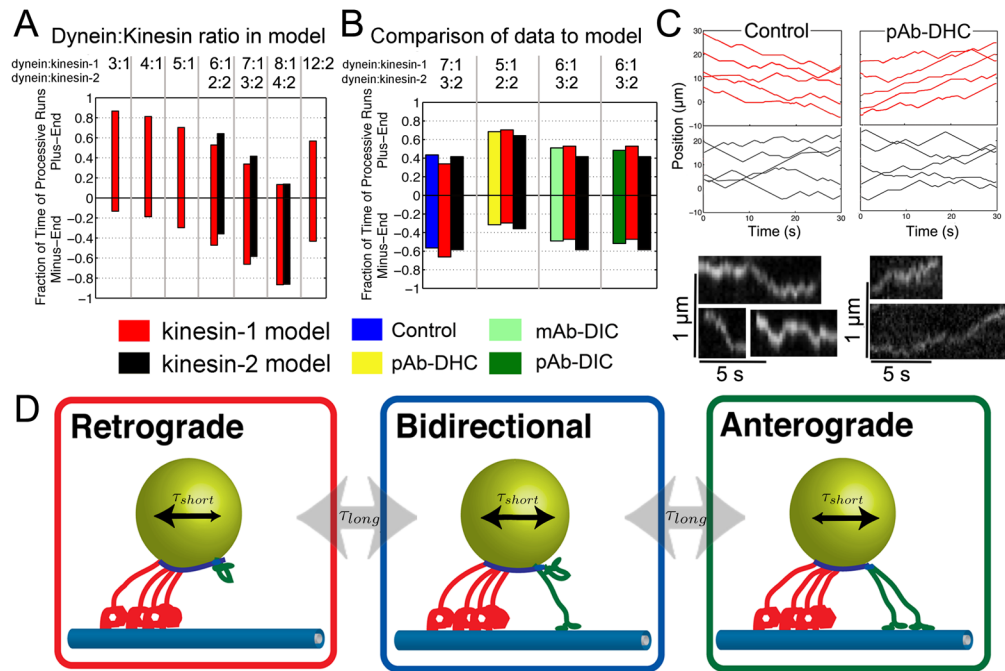 A
Dynein:Kinesin ratio in model
dynein:kinesin-1 3:1 4:1 5:1 6:1 7:1 8:1 12:2
dynein:kinesin-2 2:2 3:2 4:2
Fraction of Time of Processive Runs
Minus-End Plus-End
1
0.8
0.6
0.4
0.2
0
−0.2
−0.4
−0.6
−0.8
−1
B
Comparison of data to model
dynein:kinesin-1 7:1 5:1 6:1 6:1
dynein:kinesin-2 3:2 2:2 3:2 3:2
Fraction of Time of Processive Runs
Minus-End Plus-End
1
0.8
0.6
0.4
0.2
0
−0.2
−0.4
−0.6
−0.8
−1
kinesin-1 model
kinesin-2 model
Control
pAb-DHC
mAb-DIC
pAb-DIC
C
Control pAb-DHC
Position (µm)
30
20
10
0
-10
20
10
0
-10
0 10 20 30
0 10 20 30
Time (s) Time (s)
1 µm
5 s
1 µm
5 s
D
Retrograde
τshort
τlong
Bidirectional
τshort
τlong
Anterograde
τshort